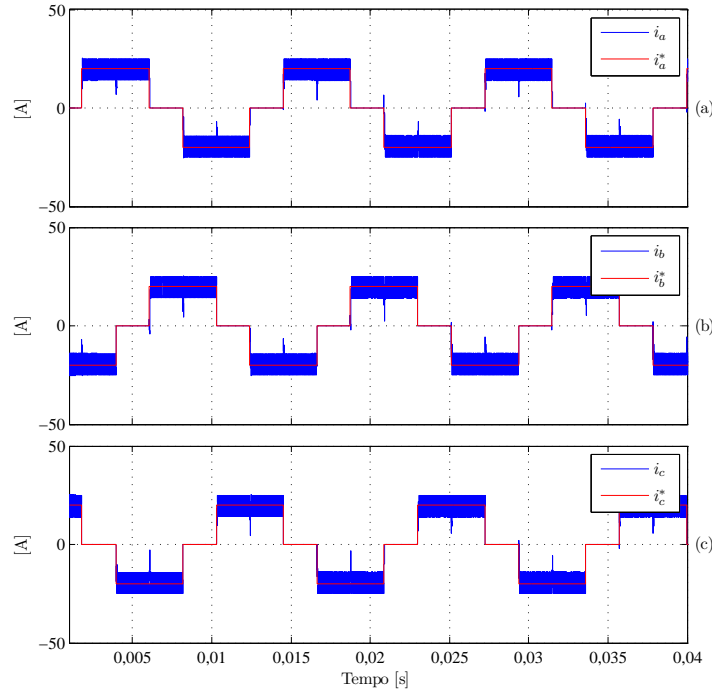 50
0
−50
[A]
i_a
i_a^*
(a)
50
0
−50
[A]
i_b
i_b^*
(b)
50
0
−50
[A]
i_c
i_c^*
(c)
0,005 0,01 0,015 0,02 0,025 0,03 0,035 0,04
Tempo [s]